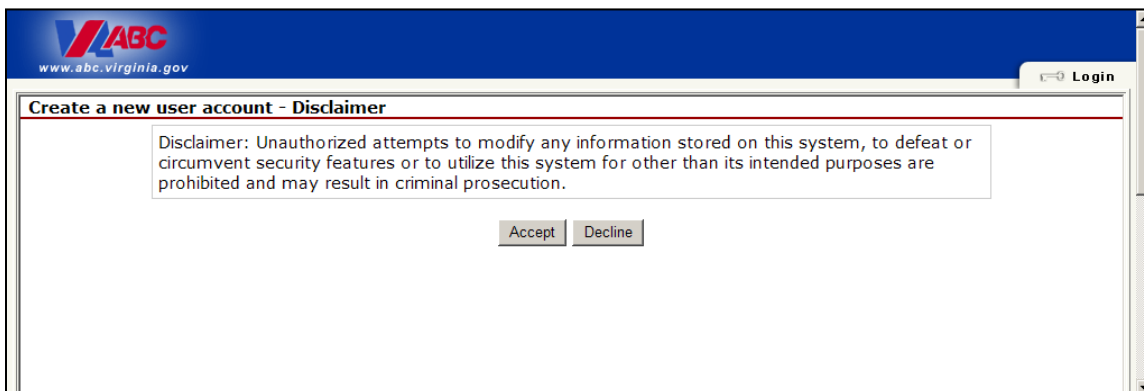 VA ABC
www.abc.virginia.gov
Login
Create a new user account - Disclaimer
Disclaimer: Unauthorized attempts to modify any information stored on this system, to defeat or
circumvent security features or to utilize this system for other than its intended purposes are
prohibited and may result in criminal prosecution.
Accept Decline